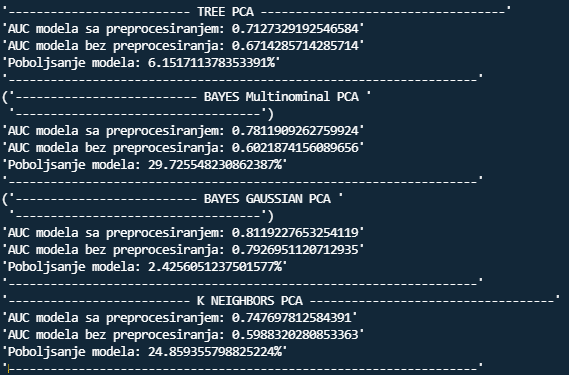 '-------------------------- TREE PCA -----------------------------------'
'AUC modela sa preprocesiranjem: 0.7127329192546584'
'AUC modela bez preprocesiranja: 0.6714285714285714'
'Poboljsanje modela: 6.151711378353391%'
'-------------------------------------------------------------------'
('-------------------------- BAYES Multinominal PCA '
 '-----------------------------------')
'AUC modela sa preprocesiranjem: 0.7811909262759924'
'AUC modela bez preprocesiranja: 0.6021874156089656'
'Poboljsanje modela: 29.725548230862387%'
'-------------------------------------------------------------------'
('-------------------------- BAYES GAUSSIAN PCA '
 '-----------------------------------')
'AUC modela sa preprocesiranjem: 0.8119227653254119'
'AUC modela bez preprocesiranja: 0.7926951120712935'
'Poboljsanje modela: 2.4256051237501577%'
'-------------------------------------------------------------------'
'-------------------------- K NEIGHBORS PCA -----------------------------------'
'AUC modela sa preprocesiranjem: 0.747697812584391'
'AUC modela bez preprocesiranja: 0.5988320280853363'
'Poboljsanje modela: 24.859355798825224%'
'-------------------------------------------------------------------'